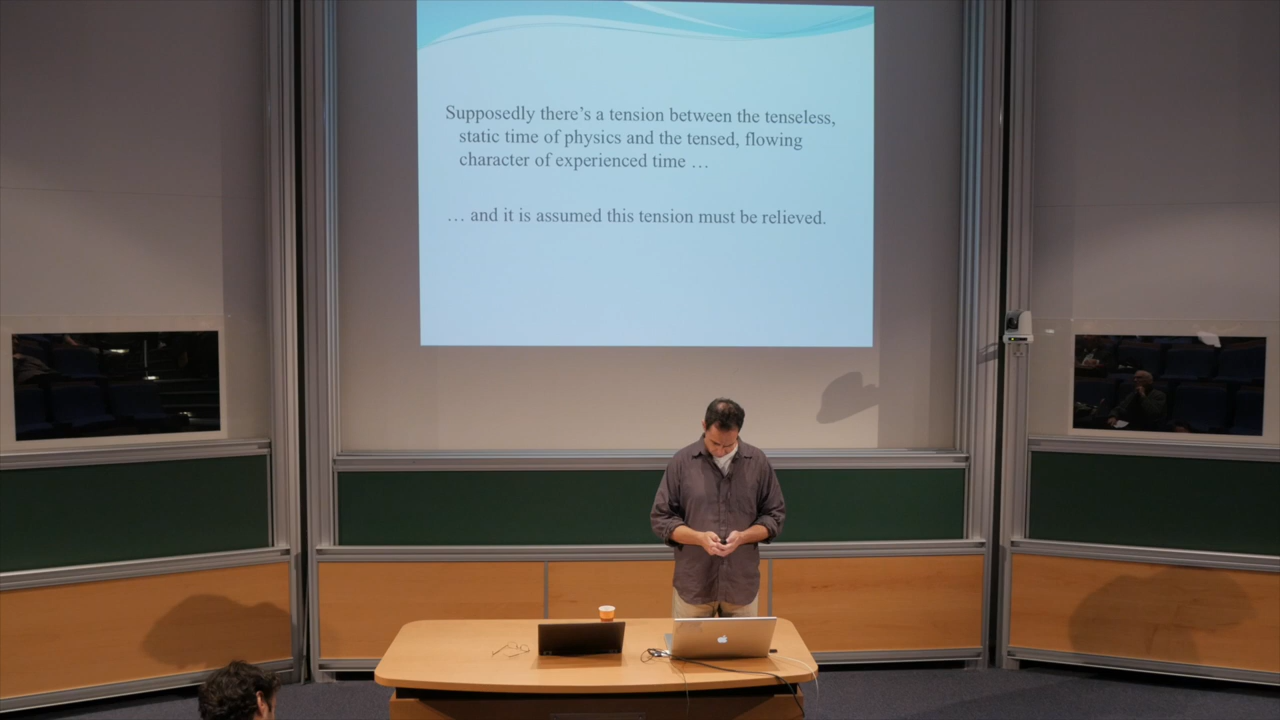 Supposedly there’s a tension between the tenseless,
static time of physics and the tensed, flowing
character of experienced time …
… and it is assumed this tension must be relieved.